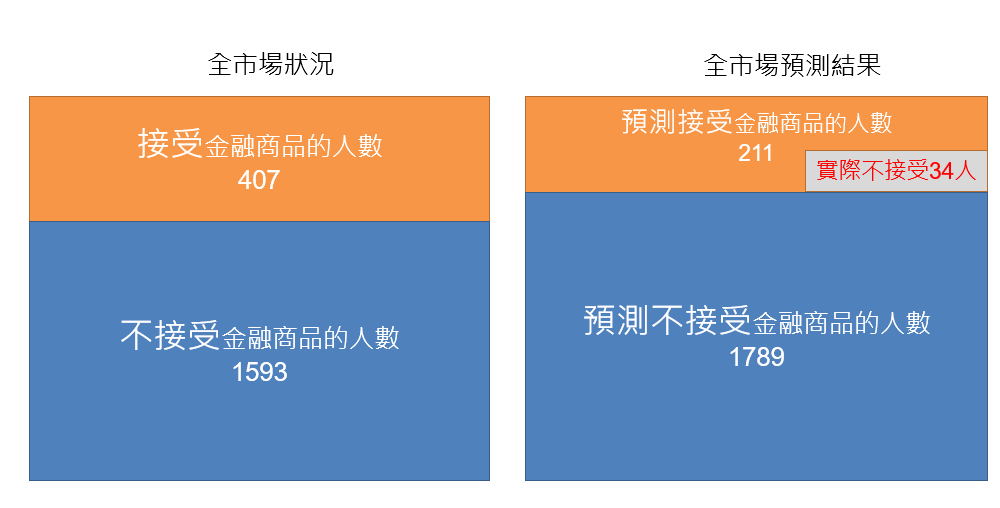 全市場狀況
全市場預測結果
接受金融商品的人數
407
不接受金融商品的人數
1593
預測接受金融商品的人數
211
實際不接受34人
預測不接受金融商品的人數
1789